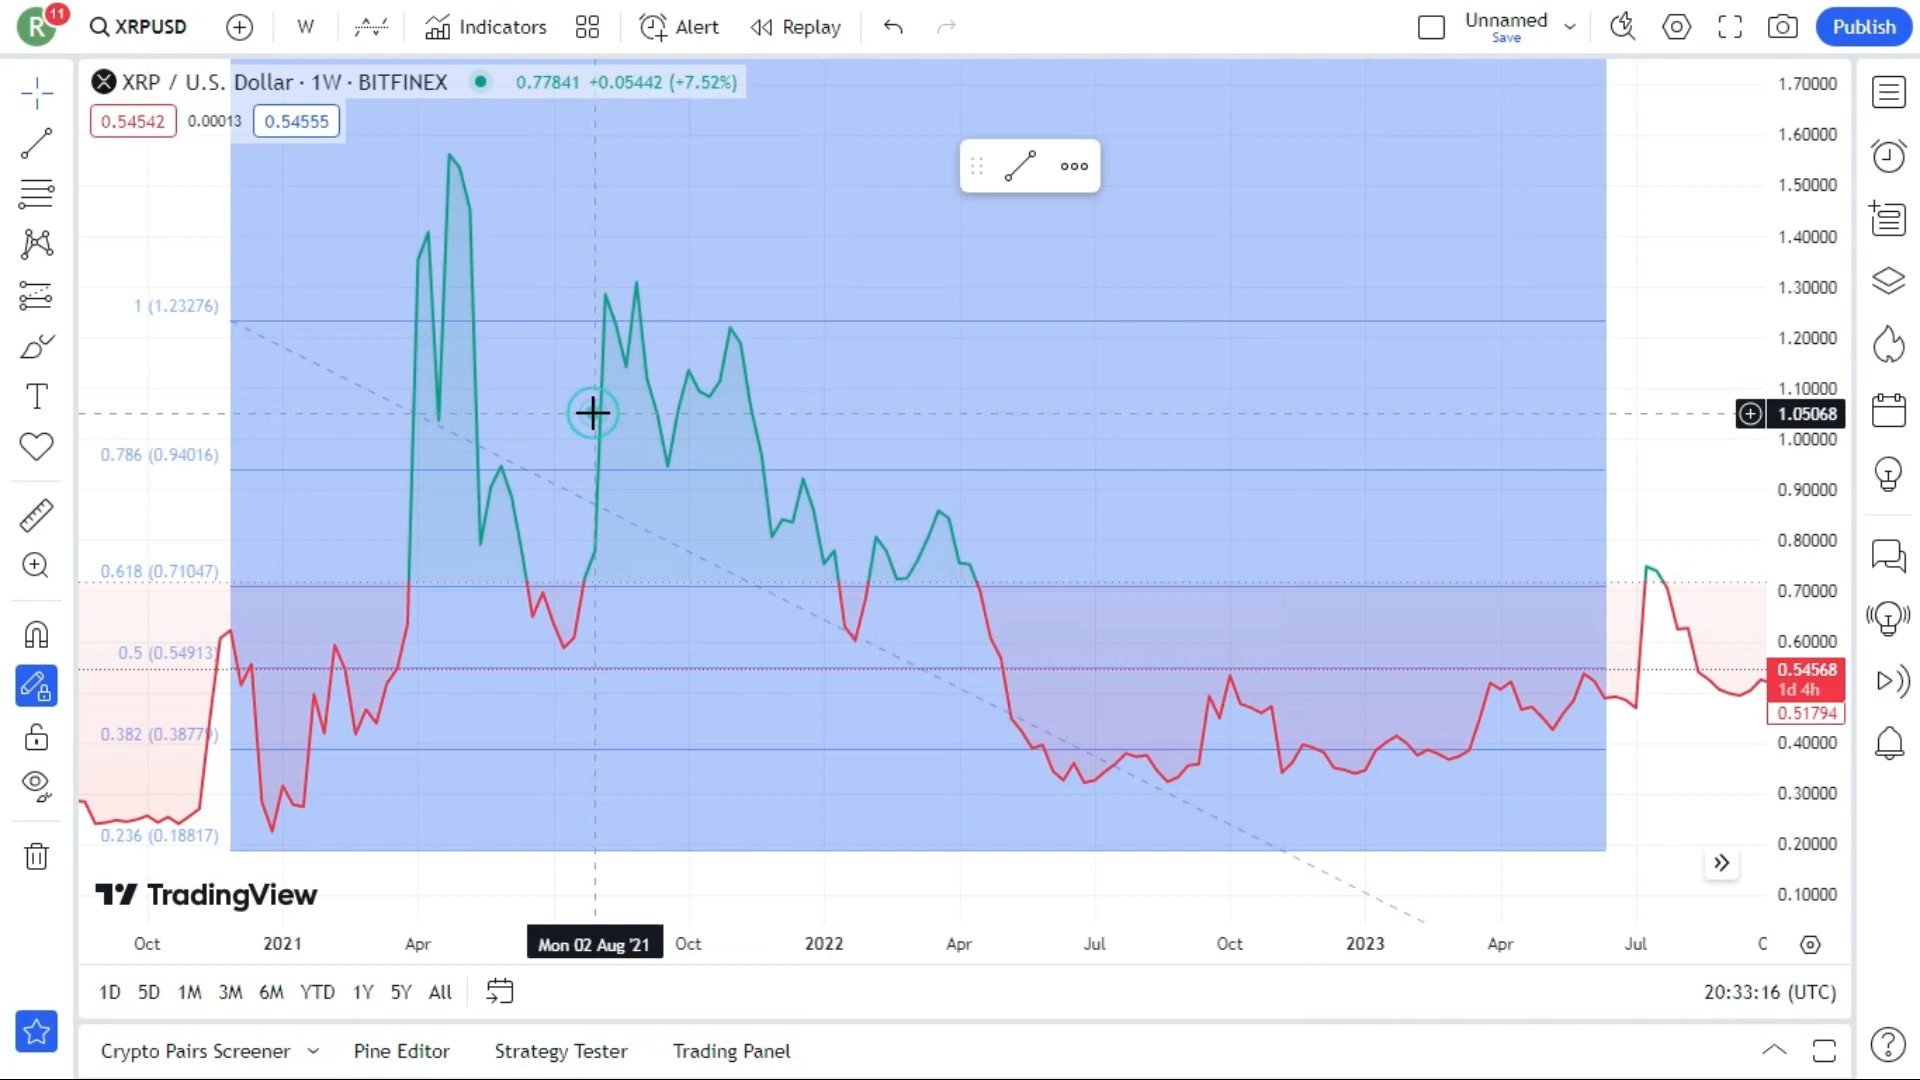 R
11
XRPUSD
W
Indicators
Alert
Replay
Unnamed
Save
Publish
XRP / U.S. Dollar · 1W · BITFINEX
0.77841 +0.05442 (+7.52%)
0.54542
0.00013
0.54555
1.70000
1.60000
1.50000
1.40000
1.30000
1.20000
1.10000
1.05068
1.00000
0.90000
0.80000
0.70000
0.60000
0.54568
1d 4h
0.51794
0.40000
0.30000
0.20000
0.10000
1 (1.23276)
0.786 (0.94016)
0.618 (0.71047)
0.5 (0.54913)
0.382 (0.38779)
0.236 (0.18817)
TradingView
Oct
2021
Apr
Mon 02 Aug '21
Oct
2022
Apr
Jul
Oct
2023
Apr
Jul
1D 5D 1M 3M 6M YTD 1Y 5Y All
20:33:16 (UTC)
Crypto Pairs Screener
Pine Editor
Strategy Tester
Trading Panel